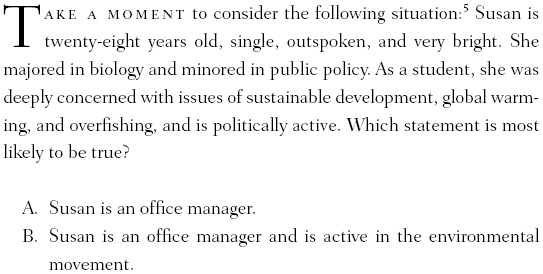 TAKE A MOMENT to consider the following situation:⁵ Susan is
twenty-eight years old, single, outspoken, and very bright. She
majored in biology and minored in public policy. As a student, she was
deeply concerned with issues of sustainable development, global warm-
ing, and overfishing, and is politically active. Which statement is most
likely to be true?
A. Susan is an office manager.
B. Susan is an office manager and is active in the environmental
movement.